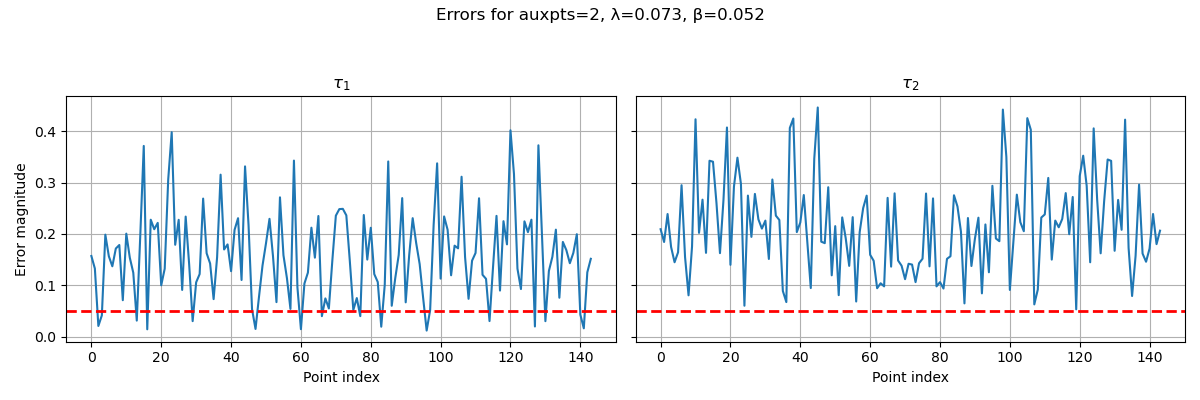 Errors for auxpts=2, λ=0.073, β=0.052
τ₁
τ₂
Error magnitude
0.4
0.3
0.2
0.1
0.0
0 20 40 60 80 100 120 140
0 20 40 60 80 100 120 140
Point index
Point index